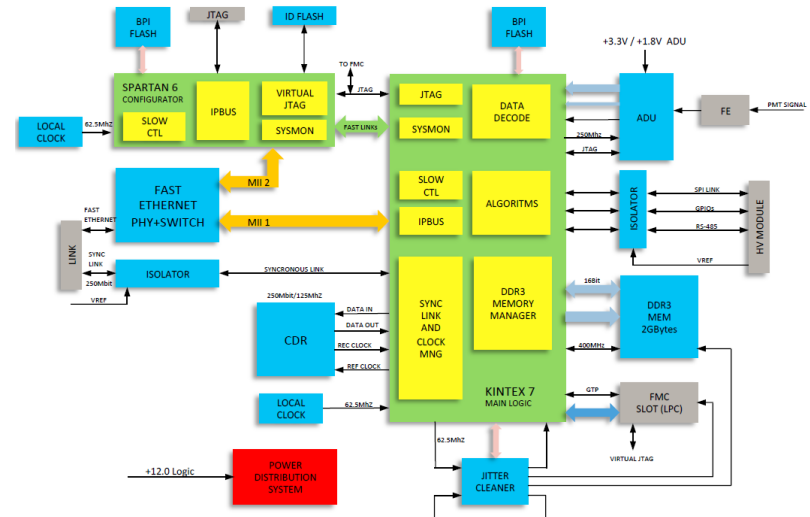 BPI
FLASH
JTAG
ID FLASH
BPI
FLASH
+3.3V / +1.8V ADU
TO FMC
JTAG
SPARTAN 6
CONFIGURATOR
IPBUS
VIRTUAL
JTAG
SLOW
CTL
SYSMON
62.5MhZ
LOCAL
CLOCK
FAST LINKs
JTAG
DATA
DECODE
SYSMON
ADU
FE
PMT SIGNAL
250Mhz
JTAG
FAST
ETHERNET
PHY+SWITCH
MII 2
MII 1
FAST
ETHERNET
LINK
SYNC
LINK
250Mbit
VREF
ISOLATOR
SYNCRONOUS LINK
SLOW
CTL
IPBUS
ALGORITMS
ISOLATOR
SPI LINK
GPIOs
RS-485
VREF
HV MODULE
250Mbit/125MhZ
CDR
DATA IN
DATA OUT
REC CLOCK
REF CLOCK
SYNC
LINK
AND
CLOCK
MNG
DDR3
MEMORY
MANAGER
16Bit
400MHz
DDR3
MEM
2GBytes
LOCAL
CLOCK
62.5MhZ
KINTEX 7
MAIN LOGIC
GTP
FMC
SLOT (LPC)
VIRTUAL JTAG
62.5MhZ
JITTER
CLEANER
+12.0 Logic
POWER
DISTRIBUTION
SYSTEM